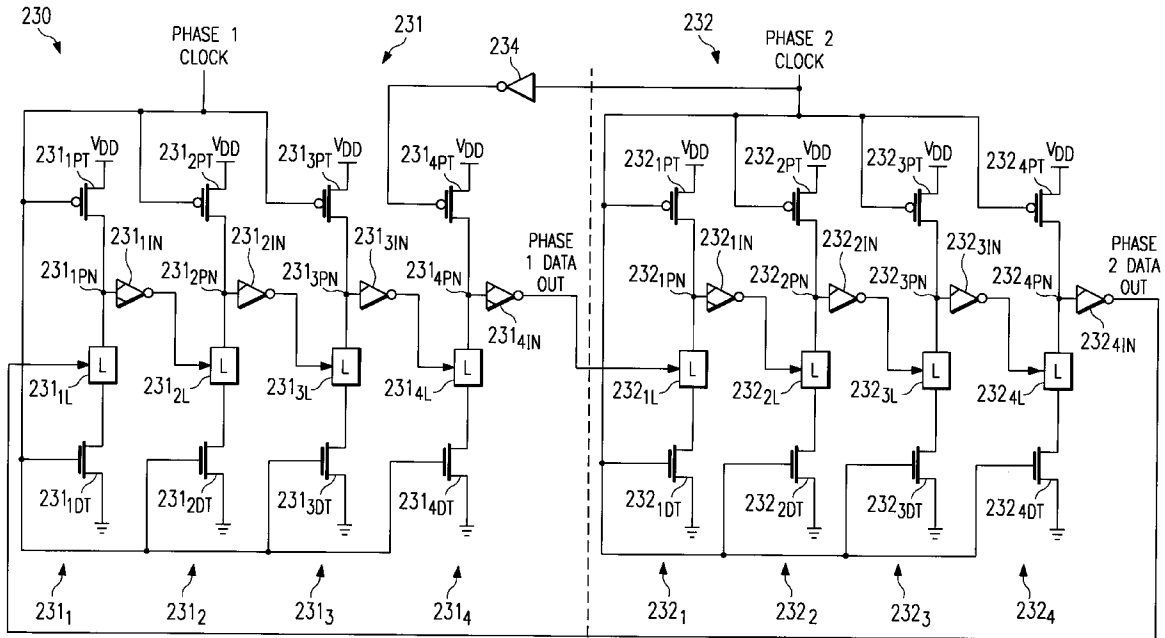 230
PHASE 1
CLOCK
231
234
232
PHASE 2
CLOCK
231₁PT
VDD
231₂PT
VDD
231₃PT
VDD
231₄PT
VDD
232₁PT
VDD
232₂PT
VDD
232₃PT
VDD
232₄PT
VDD
231₁IN
231₂IN
231₃IN
PHASE
1 DATA
OUT
232₁IN
232₂IN
232₃IN
PHASE
2 DATA
OUT
231₁PN
231₂PN
231₃PN
231₄PN
231₄IN
232₁PN
232₂PN
232₃PN
232₄PN
232₄IN
L
L
L
L
L
L
L
L
231₁L
231₂L
231₃L
231₄L
232₁L
232₂L
232₃L
232₄L
231₁DT
231₂DT
231₃DT
231₄DT
232₁DT
232₂DT
232₃DT
232₄DT
231₁
231₂
231₃
231₄
232₁
232₂
232₃
232₄